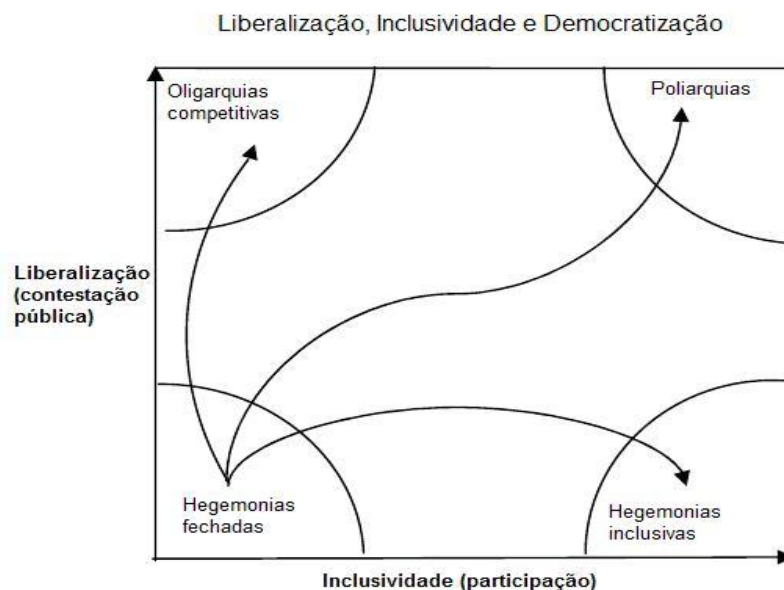 Liberalização, Inclusividade e Democratização
Oligarquias
competitivas
Poliarquias
Liberalização
(contestação
pública)
Hegemonias
fechadas
Hegemonias
inclusivas
Inclusividade (participação)